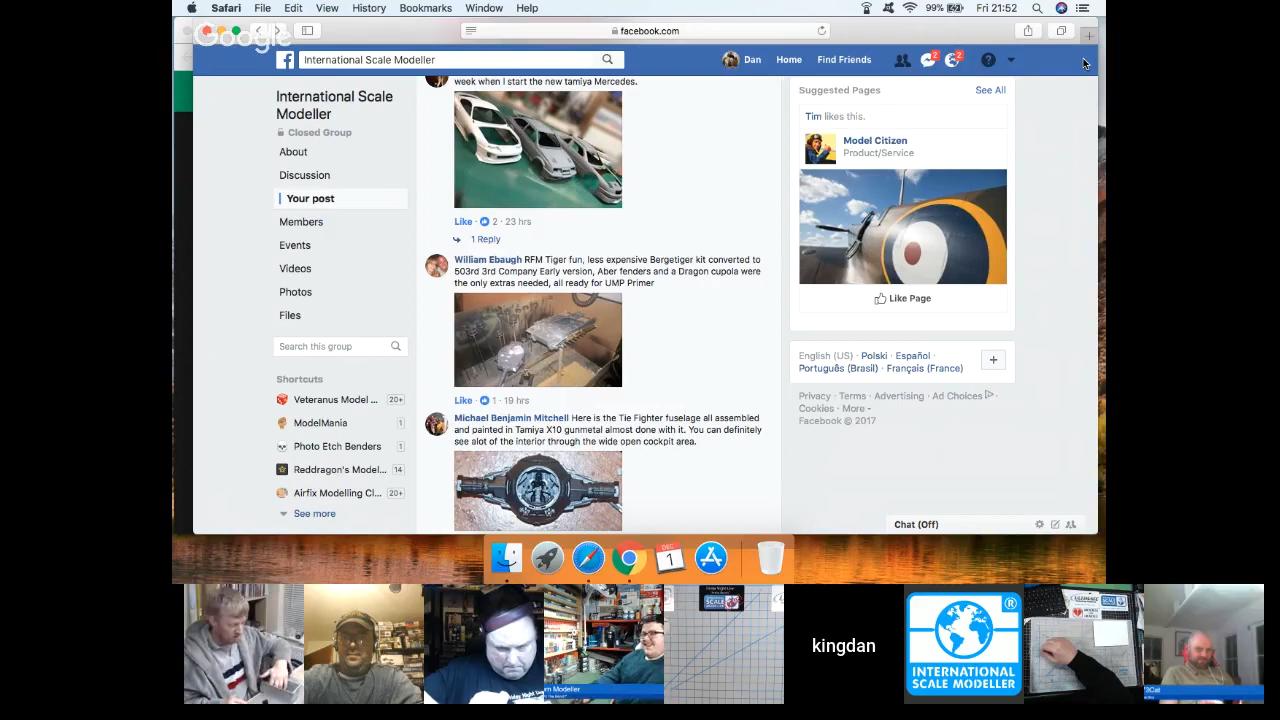 Safari File Edit View History Bookmarks Window Help 99% Fri 21:52
Google
facebook.com
International Scale Modeller
Dan Home Find Friends 2 2
International Scale
Modeller
Closed Group
About
Discussion
Your post
Members
Events
Videos
Photos
Files
Search this group
Shortcuts
Veteranus Model ... 20+
ModelMania 1
Photo Etch Benders 1
Reddragon's Model... 14
Airfix Modelling Cl... 20+
See more
week when I start the new tamiya Mercedes.
Like · 2 · 23 hrs
1 Reply
William Ebaugh RFM Tiger fun, less expensive Bergetiger kit converted to
503rd 3rd Company Early version, Aber fenders and a Dragon cupola were
the only extras needed, all ready for UMP Primer
Like · 1 · 19 hrs
Michael Benjamin Mitchell Here is the Tie Fighter fuselage all assembled
and painted in Tamiya X10 gunmetal almost done with it. You can definitely
see alot of the interior through the wide open cockpit area.
Suggested Pages See All
Tim likes this.
Model Citizen
Product/Service
Like Page
English (US) · Polski · Español ·
Português (Brasil) · Français (France)
Privacy · Terms · Advertising · Ad Choices ·
Cookies · More
Facebook © 2017
Chat (Off)
DEC
1
kingdan
INTERNATIONAL
SCALE MODELLER
®
SCALE
Modeller